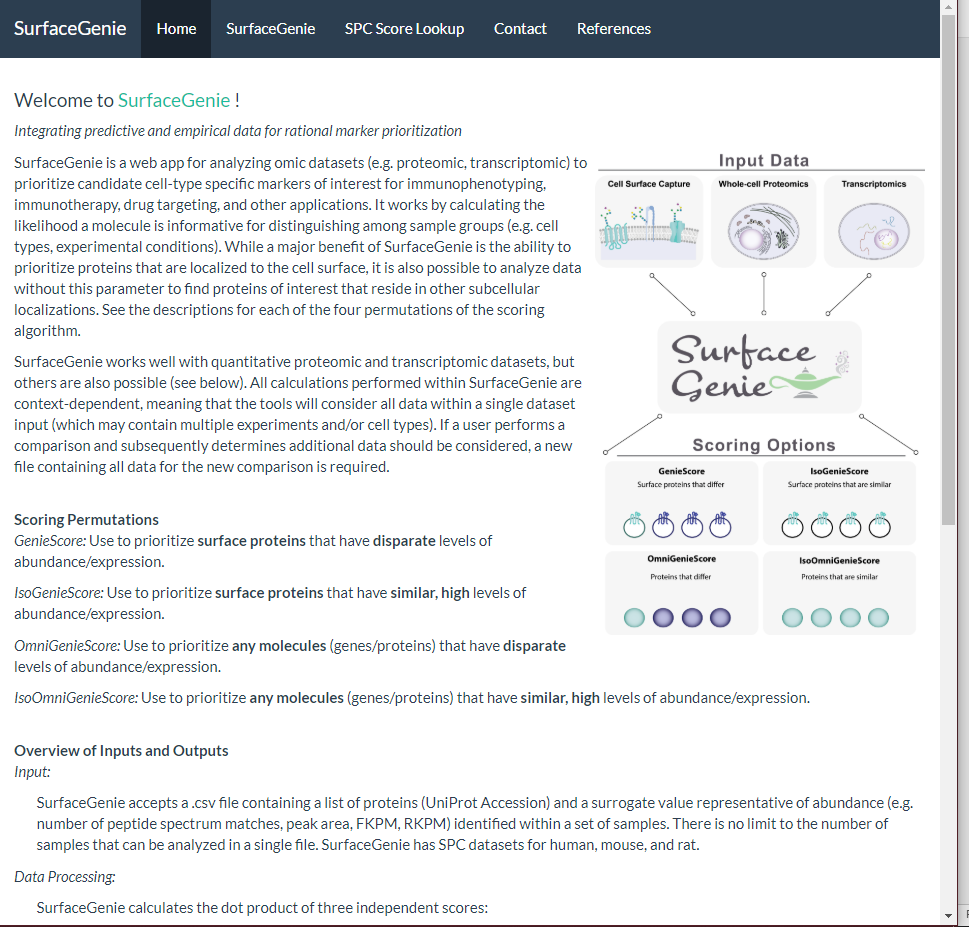 SurfaceGenie Home SurfaceGenie SPC Score Lookup Contact References
Welcome to SurfaceGenie !
Integrating predictive and empirical data for rational marker prioritization
SurfaceGenie is a web app for analyzing omic datasets (e.g. proteomic, transcriptomic) to
prioritize candidate cell-type specific markers of interest for immunophenotyping,
immunotherapy, drug targeting, and other applications. It works by calculating the
likelihood a molecule is informative for distinguishing among sample groups (e.g. cell
types, experimental conditions). While a major benefit of SurfaceGenie is the ability to
prioritize proteins that are localized to the cell surface, it is also possible to analyze data
without this parameter to find proteins of interest that reside in other subcellular
localizations. See the descriptions for each of the four permutations of the scoring
algorithm.
SurfaceGenie works well with quantitative proteomic and transcriptomic datasets, but
others are also possible (see below). All calculations performed within SurfaceGenie are
context-dependent, meaning that the tools will consider all data within a single dataset
input (which may contain multiple experiments and/or cell types). If a user performs a
comparison and subsequently determines additional data should be considered, a new
file containing all data for the new comparison is required.
Input Data
Cell Surface Capture Whole-cell Proteomics Transcriptomics
Surface
Genie
Scoring Options
GenieScore
Surface proteins that differ
IsoGenieScore
Surface proteins that are similar
OmniGenieScore
Proteins that differ
IsoOmniGenieScore
Proteins that are similar
Scoring Permutations
GenieScore: Use to prioritize surface proteins that have disparate levels of
abundance/expression.
IsoGenieScore: Use to prioritize surface proteins that have similar, high levels of
abundance/expression.
OmniGenieScore: Use to prioritize any molecules (genes/proteins) that have disparate
levels of abundance/expression.
IsoOmniGenieScore: Use to prioritize any molecules (genes/proteins) that have similar, high levels of abundance/expression.
Overview of Inputs and Outputs
Input:
SurfaceGenie accepts a .csv file containing a list of proteins (UniProt Accession) and a surrogate value representative of abundance (e.g.
number of peptide spectrum matches, peak area, FKPM, RKPM) identified within a set of samples. There is no limit to the number of
samples that can be analyzed in a single file. SurfaceGenie has SPC datasets for human, mouse, and rat.
Data Processing:
SurfaceGenie calculates the dot product of three independent scores: